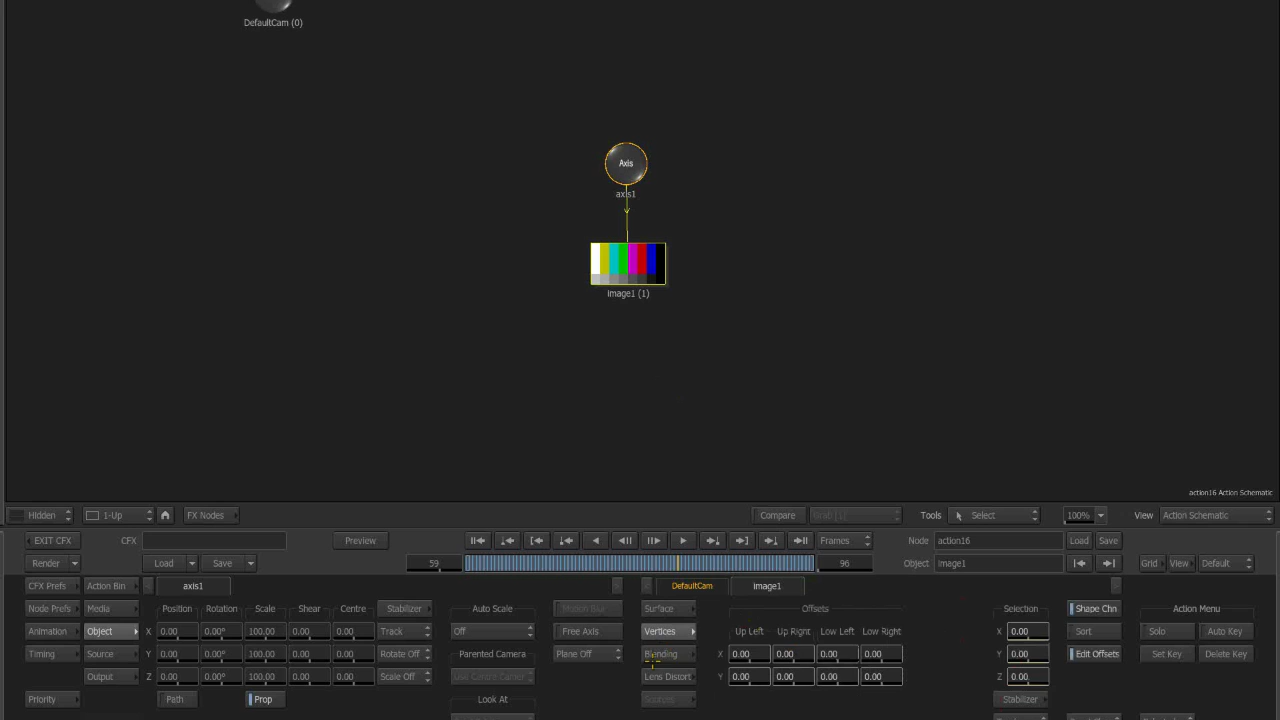 DefaultCam (0)
Axis
axis1
image1 (1)
action16 Action Schematic
Hidden 1-Up FX Nodes Compare Tools Select 100% View Action Schematic
EXIT CFX CFX Preview Frames Node action16 Load Save
Render Load Save 59 96 Object image1 Grid View Default
CFX Prefs Action Bin axis1 DefaultCam image1
Node Prefs Media Position Rotation Scale Shear Centre Stabilizer Auto Scale Motion Blur Surface Offsets Selection Shape Chn Action Menu
Animation Object X 0.00 0.00° 100.00 0.00 0.00 Track Off Free Axis Vertices Up Left Up Right Low Left Low Right X 0.00 Sort Solo Auto Key
Timing Source Y 0.00 0.00° 100.00 0.00 0.00 Rotate Off Parented Camera Plane Off Blending X 0.00 0.00 0.00 0.00 Y 0.00 Edit Offsets Set Key Delete Key
Output Z 0.00 0.00° 100.00 0.00 0.00 Scale Off Lens Distort Y 0.00 0.00 0.00 0.00 Z 0.00
Priority Path Prop Look At Stabilizer